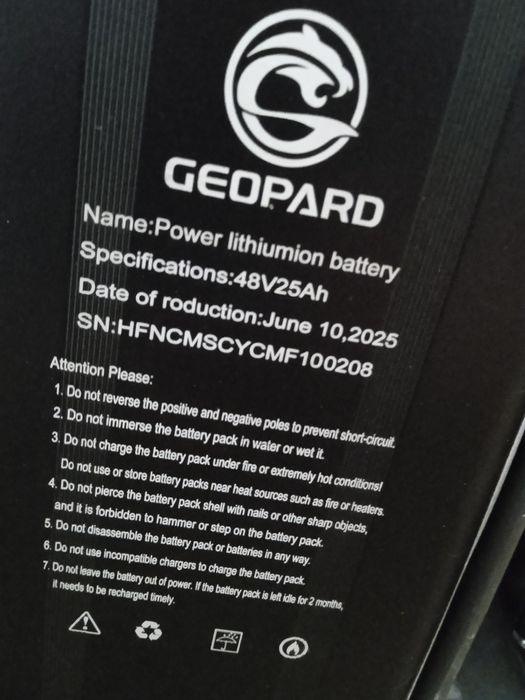 GEOPARD
Name:Power lithiumion battery
Specifications:48V25Ah
Date of roduction:June 10,2025
SN:HFNCMSCYCMF100208
Attention Please:
1. Do not reverse the positive and negative poles to prevent short-circuit.
2. Do not immerse the battery pack in water or wet it.
3. Do not charge the battery pack under fire or extremely hot conditions!
Do not use or store battery packs near heat sources such as fire or heaters.
4. Do not pierce the battery pack shell with nails or other sharp objects,
and it is forbidden to hammer or step on the battery pack.
5. Do not disassemble the battery pack or batteries in any way.
6. Do not use incompatible chargers to charge the battery pack.
7. Do not leave the battery out of power. If the battery pack is left idle for 2 months,
it needs to be recharged timely.